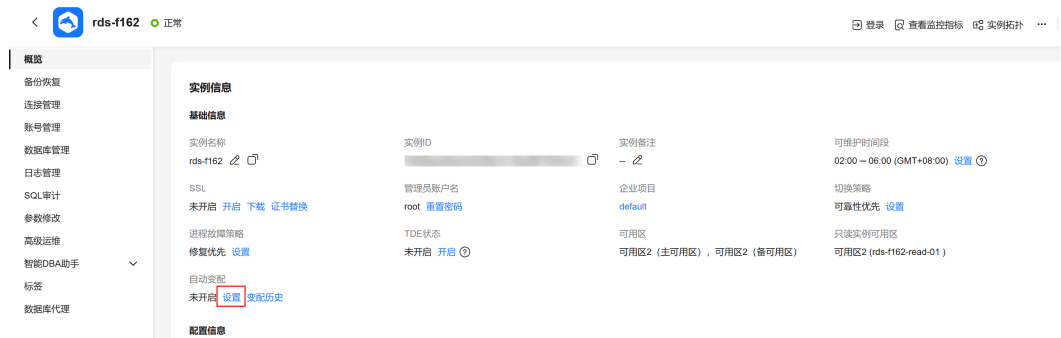 rds-f162 正常
登录 查看监控指标 实例拓扑 ···
概览
备份恢复
连接管理
账号管理
数据库管理
日志管理
SQL审计
参数修改
高级运维
智能DBA助手
标签
数据库代理
实例信息
基础信息
实例名称 实例ID 实例备注 可维护时间段
rds-f162 -- 02:00 — 06:00 (GMT+08:00) 设置
SSL 管理员账户名 企业项目 切换策略
未开启 开启 下载 证书替换 root 重置密码 default 可靠性优先 设置
进程故障策略 TDE状态 可用区 只读实例可用区
修复优先 设置 未开启 开启 可用区2（主可用区），可用区2（备可用区） 可用区2 (rds-f162-read-01 )
自动变配
未开启 设置 变配历史
配置信息